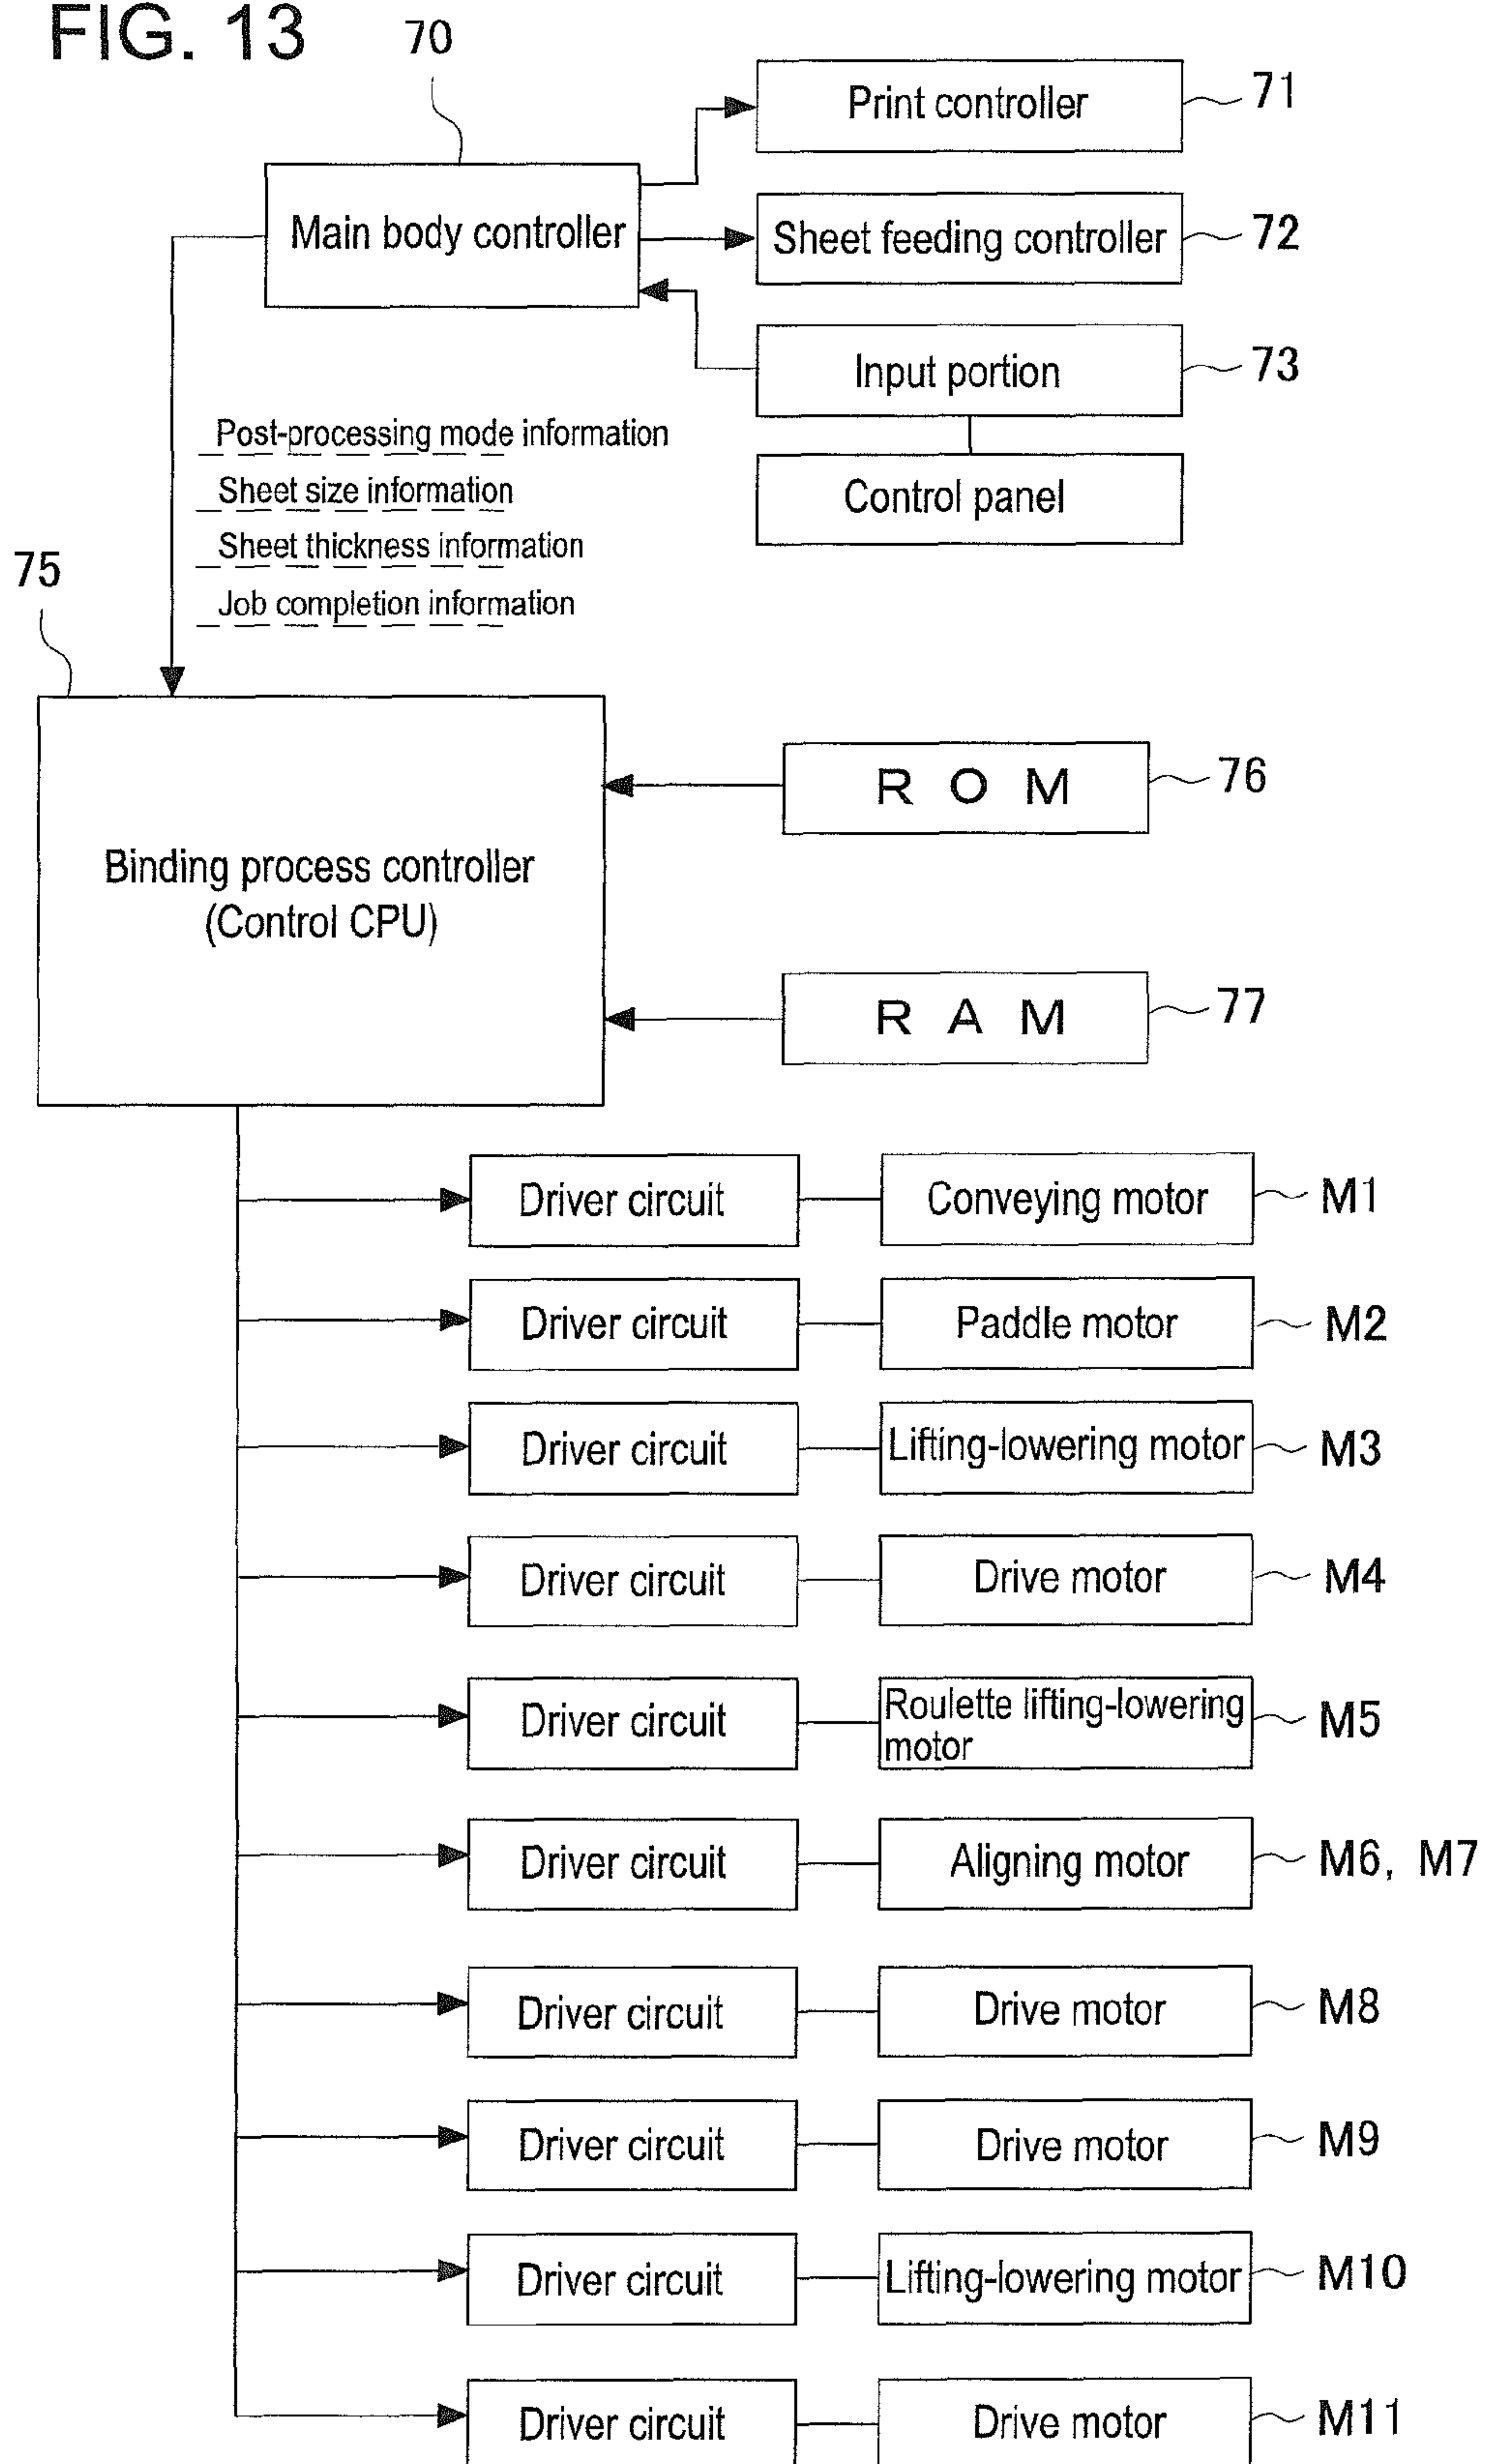 FIG. 13
70
Print controller
71
Main body controller
Sheet feeding controller
72
Input portion
73
Control panel
Post-processing mode information
Sheet size information
Sheet thickness information
Job completion information
75
Binding process controller
(Control CPU)
R O M
76
R A M
77
Driver circuit
Conveying motor
M1
Driver circuit
Paddle motor
M2
Driver circuit
Lifting-lowering motor
M3
Driver circuit
Drive motor
M4
Driver circuit
Roulette lifting-lowering
motor
M5
Driver circuit
Aligning motor
M6, M7
Driver circuit
Drive motor
M8
Driver circuit
Drive motor
M9
Driver circuit
Lifting-lowering motor
M10
Driver circuit
Drive motor
M11